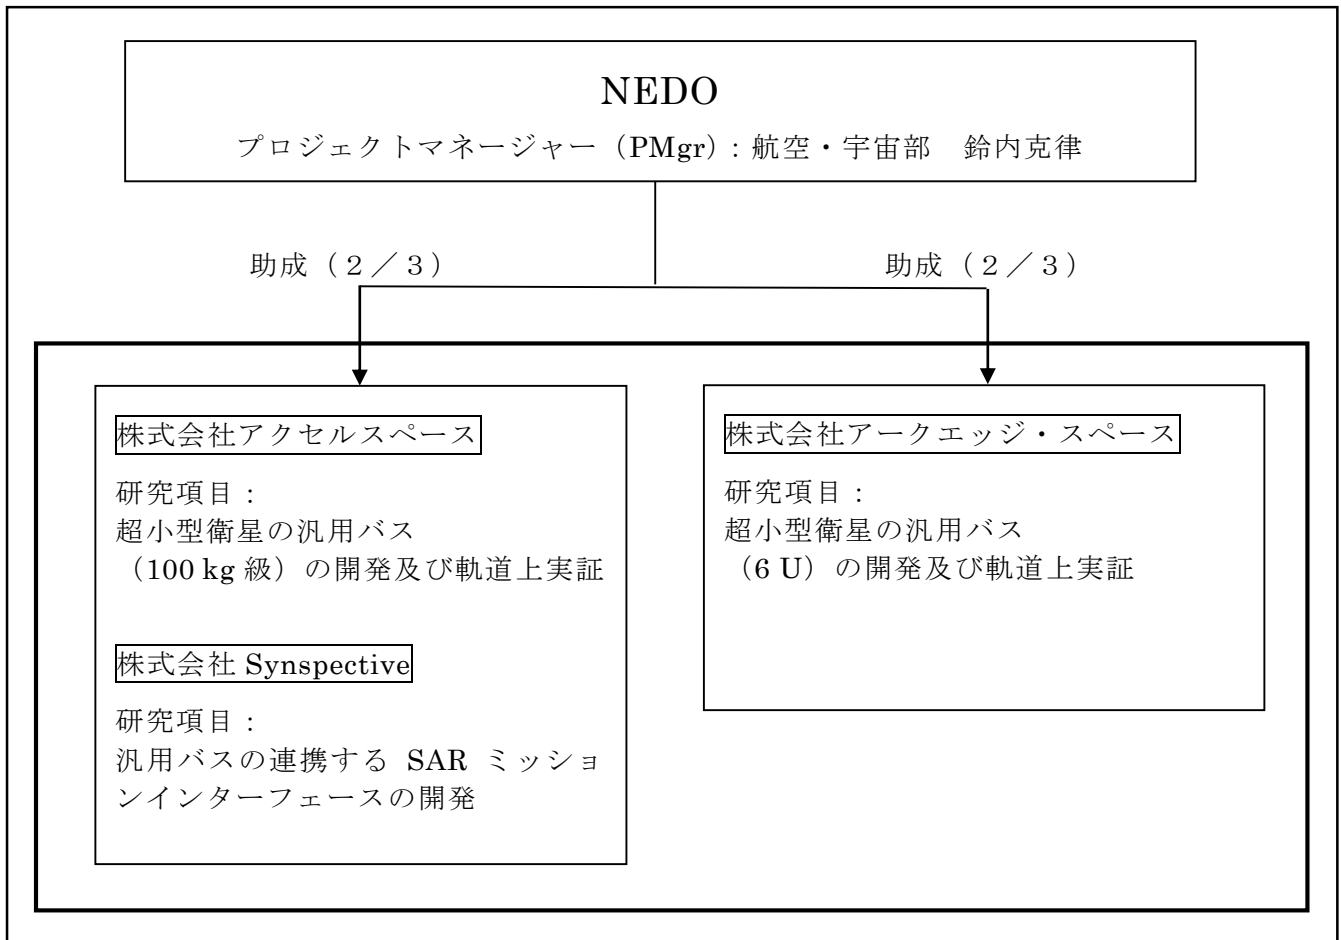 NEDO
プロジェクトマネージャー（PMgr）：航空・宇宙部　鈴内克律
助成（２／３）
助成（２／３）
株式会社アクセルスペース
研究項目：
超小型衛星の汎用バス
（100 kg 級）の開発及び軌道上実証
株式会社 Synspective
研究項目：
汎用バスの連携する SAR ミッショ
ンインターフェースの開発
株式会社アークエッジ・スペース
研究項目：
超小型衛星の汎用バス
（6 U）の開発及び軌道上実証